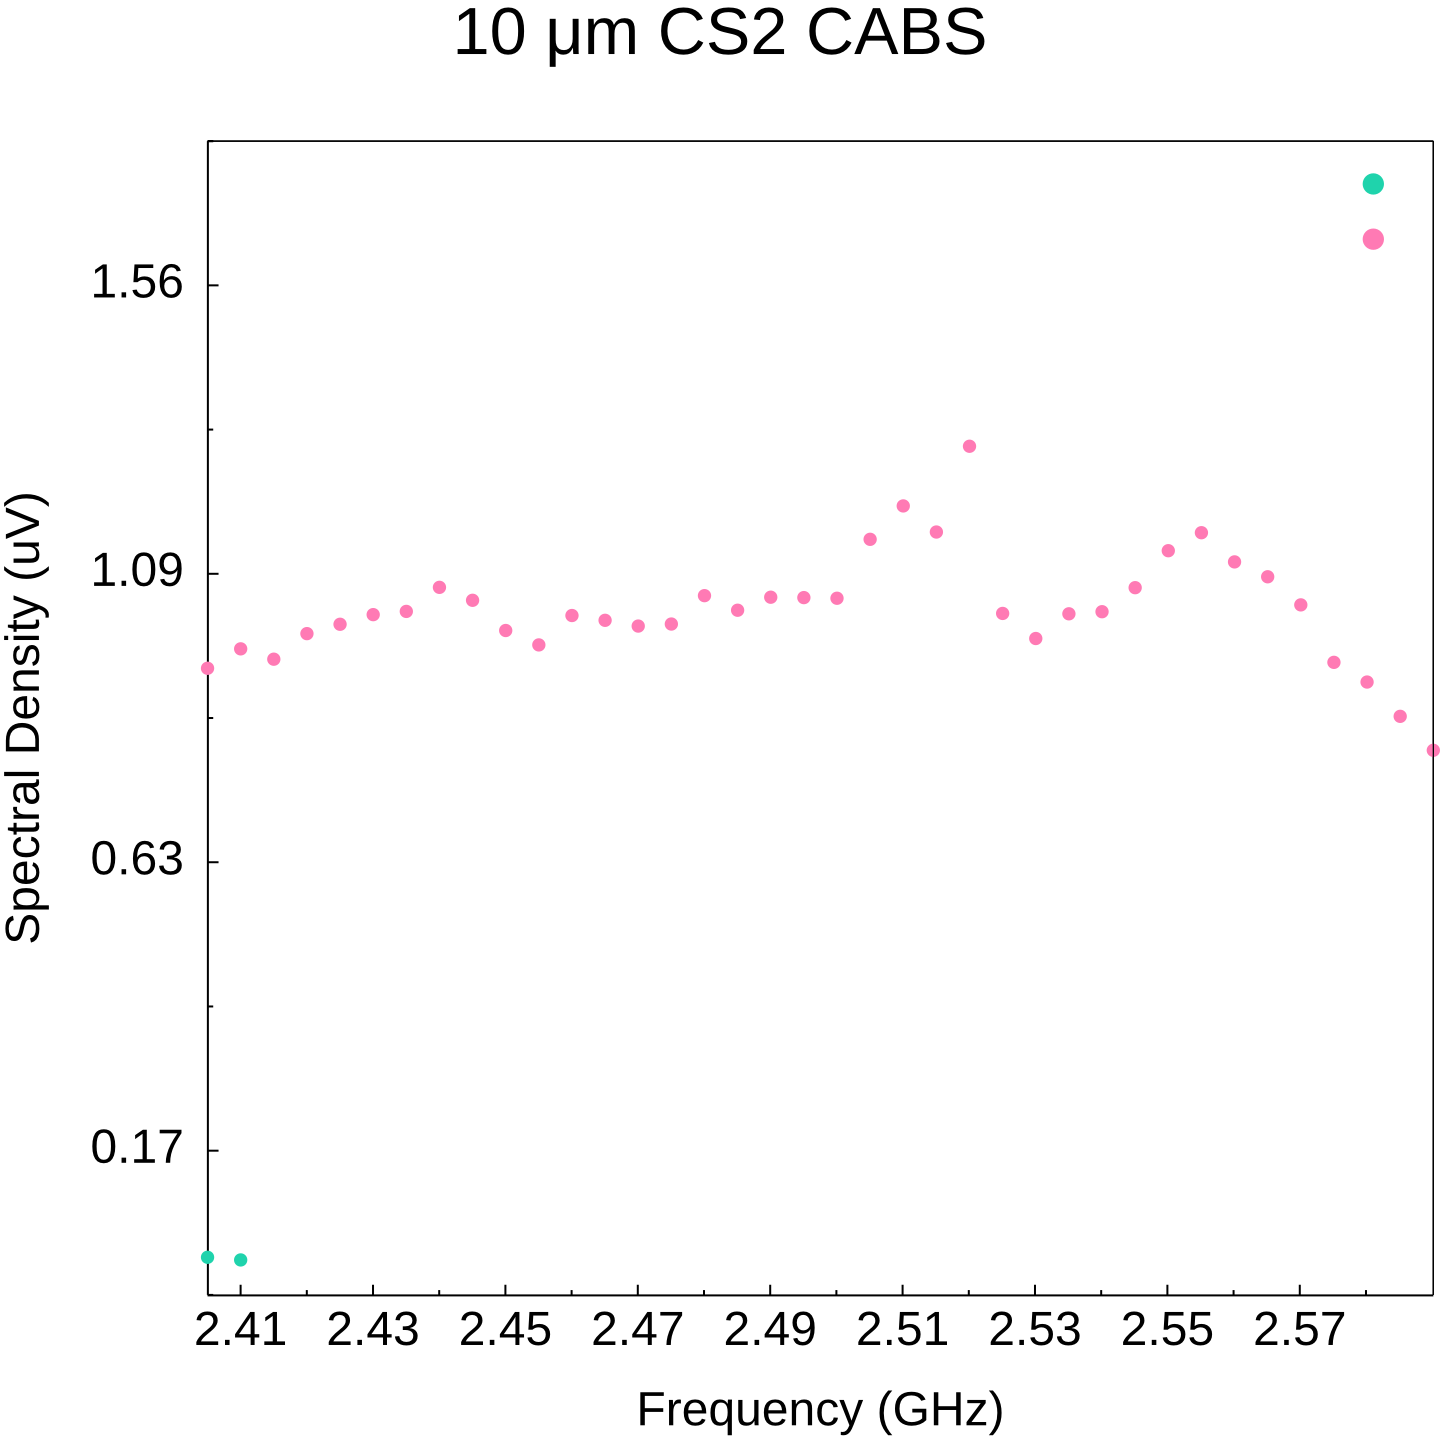 10 µm CS2 CABS
1.56
1.09
0.63
0.17
Spectral Density (uV)
2.41 2.43 2.45 2.47 2.49 2.51 2.53 2.55 2.57
Frequency (GHz)